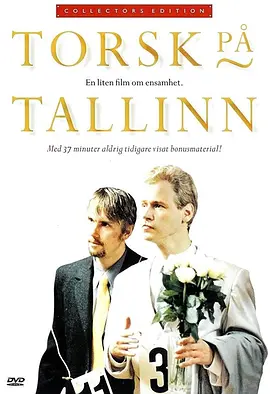 COLLECTORS EDITION
TORSK PÅ
TALLINN
En liten film om ensamhet.
Med 37 minuter aldrig tidigare visat bonusmaterial!
3
DVD